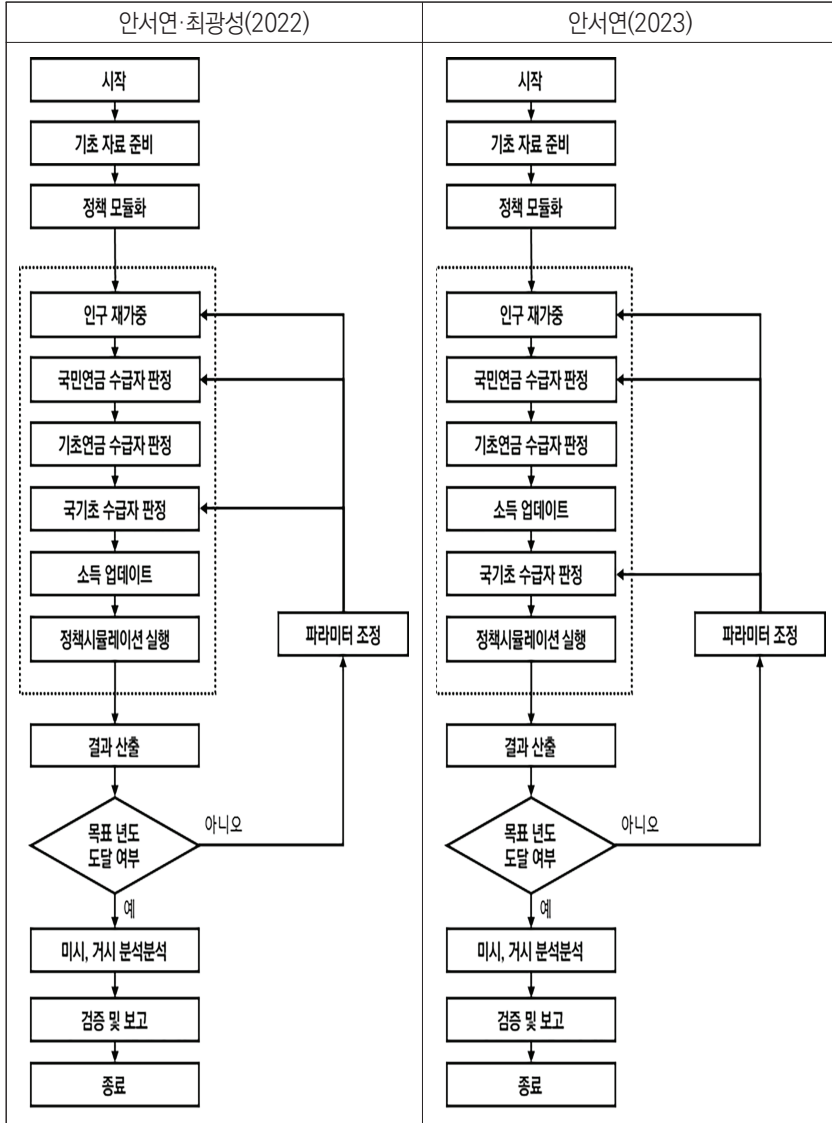 안서연·최광성(2022)
시작
기초 자료 준비
정책 모듈화
인구 재가중
국민연금 수급자 판정
기초연금 수급자 판정
국기초 수급자 판정
소득 업데이트
정책시뮬레이션 실행
파라미터 조정
결과 산출
목표 년도
도달 여부
아니오
예
미시, 거시 분석분석
검증 및 보고
종료
안서연(2023)
시작
기초 자료 준비
정책 모듈화
인구 재가중
국민연금 수급자 판정
기초연금 수급자 판정
소득 업데이트
국기초 수급자 판정
정책시뮬레이션 실행
파라미터 조정
결과 산출
목표 년도
도달 여부
아니오
예
미시, 거시 분석분석
검증 및 보고
종료